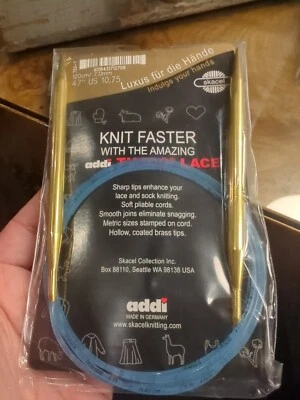 120cm/ 7.0mm
47" US 10.75
Luxus für die Hände
Indulge your hands
skacel
KNIT FASTER
WITH THE AMAZING
addi LACE
Sharp tips enhance your
lace and sock knitting.
Soft pliable cords.
Smooth joins eliminate snagging.
Metric sizes stamped on cord.
Hollow, coated brass tips.
Skacel Collection Inc.
Box 88110, Seattle WA 98138 USA
addi
MADE IN GERMANY
www.skacelknitting.com